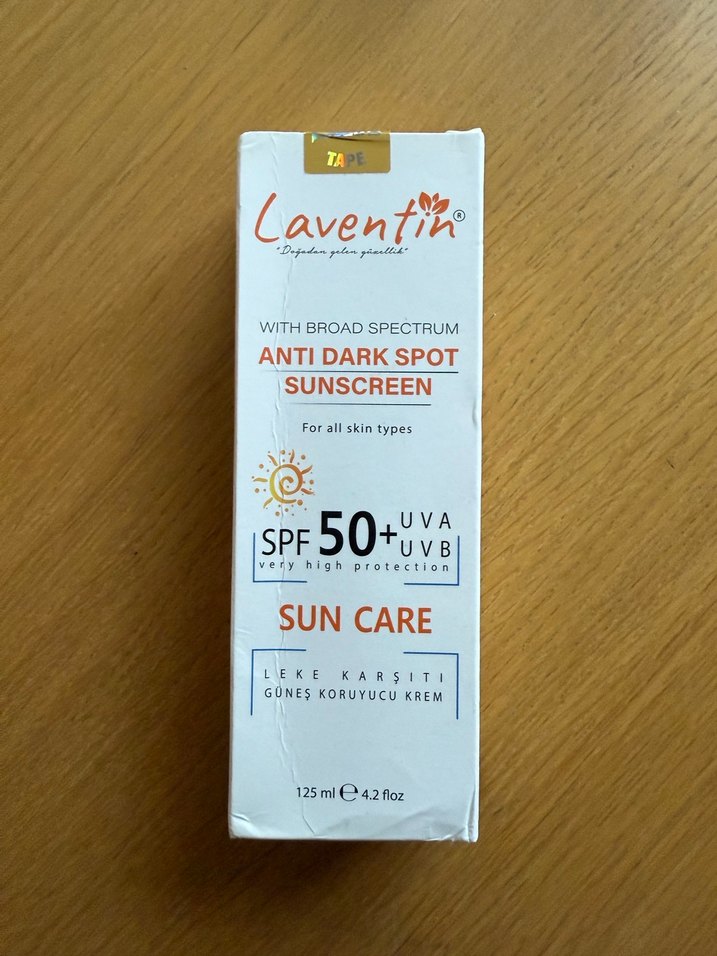 TAPE
Laventin®
"Doğadan gelen güzellik"
WITH BROAD SPECTRUM
ANTI DARK SPOT
SUNSCREEN
For all skin types
SPF 50+ UVA UVB
very high protection
SUN CARE
LEKE KARŞITI
GÜNEŞ KORUYUCU KREM
125 ml ℮ 4.2 floz